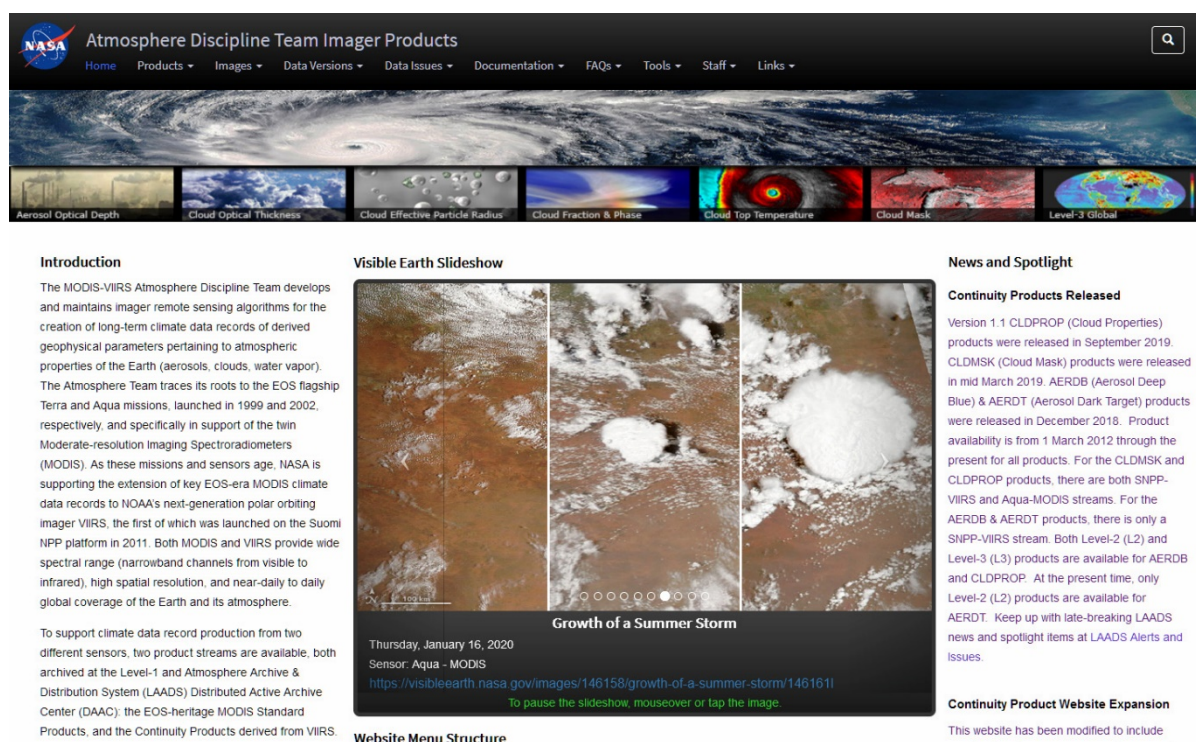 NASA
Atmosphere Discipline Team Imager Products
Home Products Images Data Versions Data Issues Documentation FAQs Tools Staff Links
Aerosol Optical Depth
Cloud Optical Thickness
Cloud Effective Particle Radius
Cloud Fraction & Phase
Cloud Top Temperature
Cloud Mask
Level-3 Global
Introduction
The MODIS-VIIRS Atmosphere Discipline Team develops
and maintains imager remote sensing algorithms for the
creation of long-term climate data records of derived
geophysical parameters pertaining to atmospheric
properties of the Earth (aerosols, clouds, water vapor).
The Atmosphere Team traces its roots to the EOS flagship
Terra and Aqua missions, launched in 1999 and 2002,
respectively, and specifically in support of the twin
Moderate-resolution Imaging Spectroradiometers
(MODIS). As these missions and sensors age, NASA is
supporting the extension of key EOS-era MODIS climate
data records to NOAA's next-generation polar orbiting
imager VIIRS, the first of which was launched on the Suomi
NPP platform in 2011. Both MODIS and VIIRS provide wide
spectral range (narrowband channels from visible to
infrared), high spatial resolution, and near-daily to daily
global coverage of the Earth and its atmosphere.
To support climate data record production from two
different sensors, two product streams are available, both
archived at the Level-1 and Atmosphere Archive &
Distribution System (LAADS) Distributed Active Archive
Center (DAAC): the EOS-heritage MODIS Standard
Products, and the Continuity Products derived from VIIRS.
Visible Earth Slideshow
N 100 km
Growth of a Summer Storm
Thursday, January 16, 2020
Sensor: Aqua - MODIS
https://visibleearth.nasa.gov/images/146158/growth-of-a-summer-storm/146161l
To pause the slideshow, mouseover or tap the image.
Website Menu Structure
News and Spotlight
Continuity Products Released
Version 1.1 CLDPROP (Cloud Properties)
products were released in September 2019.
CLDMSK (Cloud Mask) products were released
in mid March 2019. AERDB (Aerosol Deep
Blue) & AERDT (Aerosol Dark Target) products
were released in December 2018. Product
availability is from 1 March 2012 through the
present for all products. For the CLDMSK and
CLDPROP products, there are both SNPP-
VIIRS and Aqua-MODIS streams. For the
AERDB & AERDT products, there is only a
SNPP-VIIRS stream. Both Level-2 (L2) and
Level-3 (L3) products are available for AERDB
and CLDPROP. At the present time, only
Level-2 (L2) products are available for
AERDT. Keep up with late-breaking LAADS
news and spotlight items at LAADS Alerts and
Issues.
Continuity Product Website Expansion
This website has been modified to include